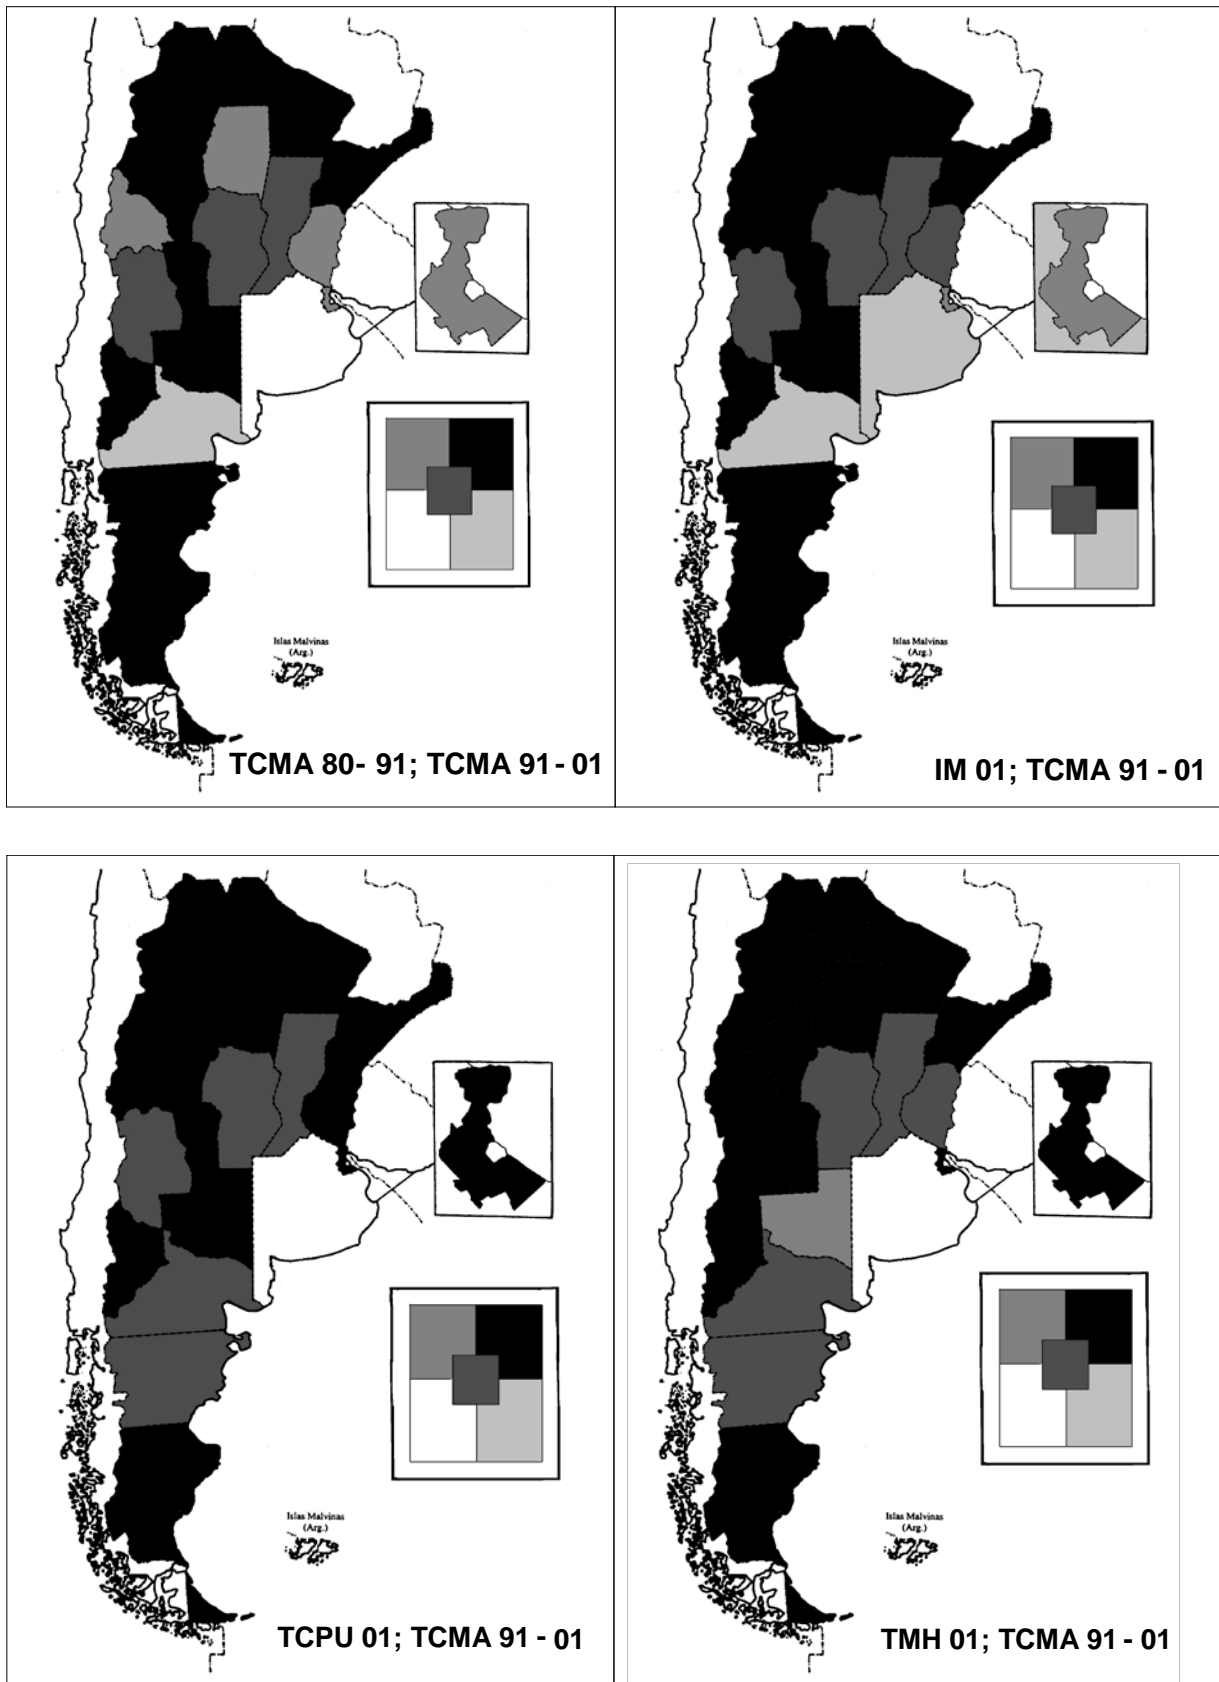 Islas Malvinas
(Arg.)
TCMA 80- 91; TCMA 91 - 01
Islas Malvinas
(Arg.)
IM 01; TCMA 91 - 01
Islas Malvinas
(Arg.)
TCPU 01; TCMA 91 - 01
Islas Malvinas
(Arg.)
TMH 01; TCMA 91 - 01